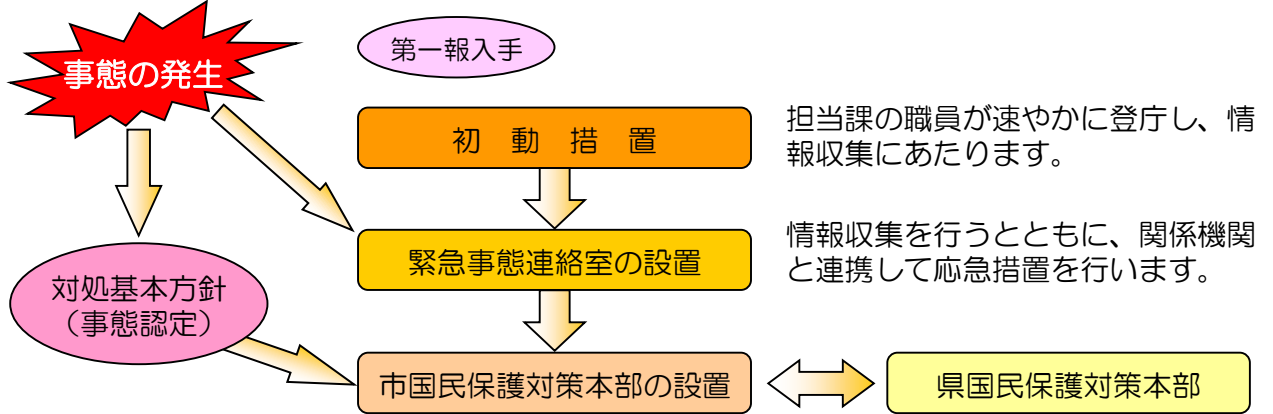 事態の発生
第一報入手
初動措置
担当課の職員が速やかに登庁し、情
報収集にあたります。
緊急事態連絡室の設置
情報収集を行うとともに、関係機関
と連携して応急措置を行います。
対処基本方針
（事態認定）
市国民保護対策本部の設置
県国民保護対策本部